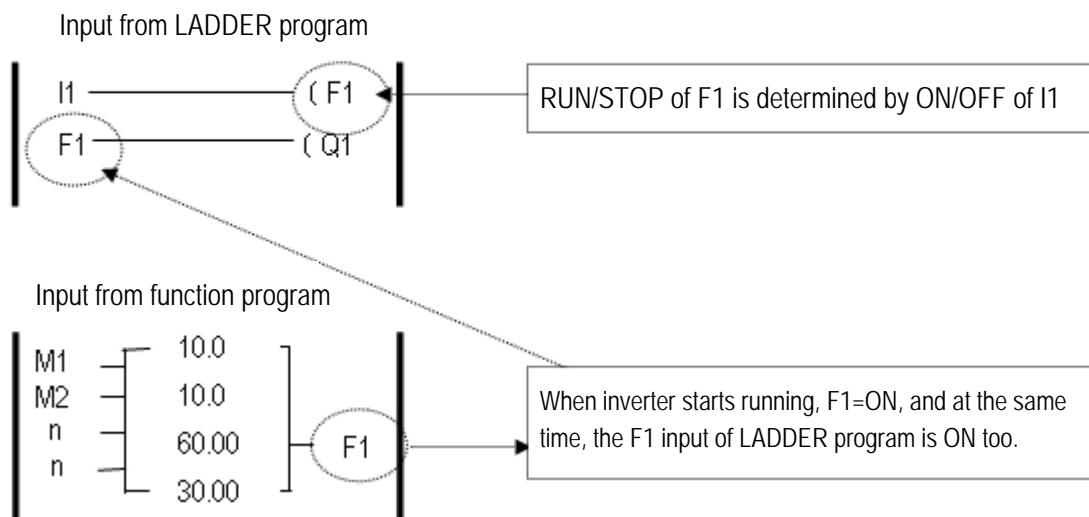 Input from LADDER program
I1 ( F1
RUN/STOP of F1 is determined by ON/OFF of I1
F1 ( Q1
Input from function program
M1 10.0
M2 10.0
n 60.00
F1
n 30.00
When inverter starts running, F1=ON, and at the same
time, the F1 input of LADDER program is ON too.